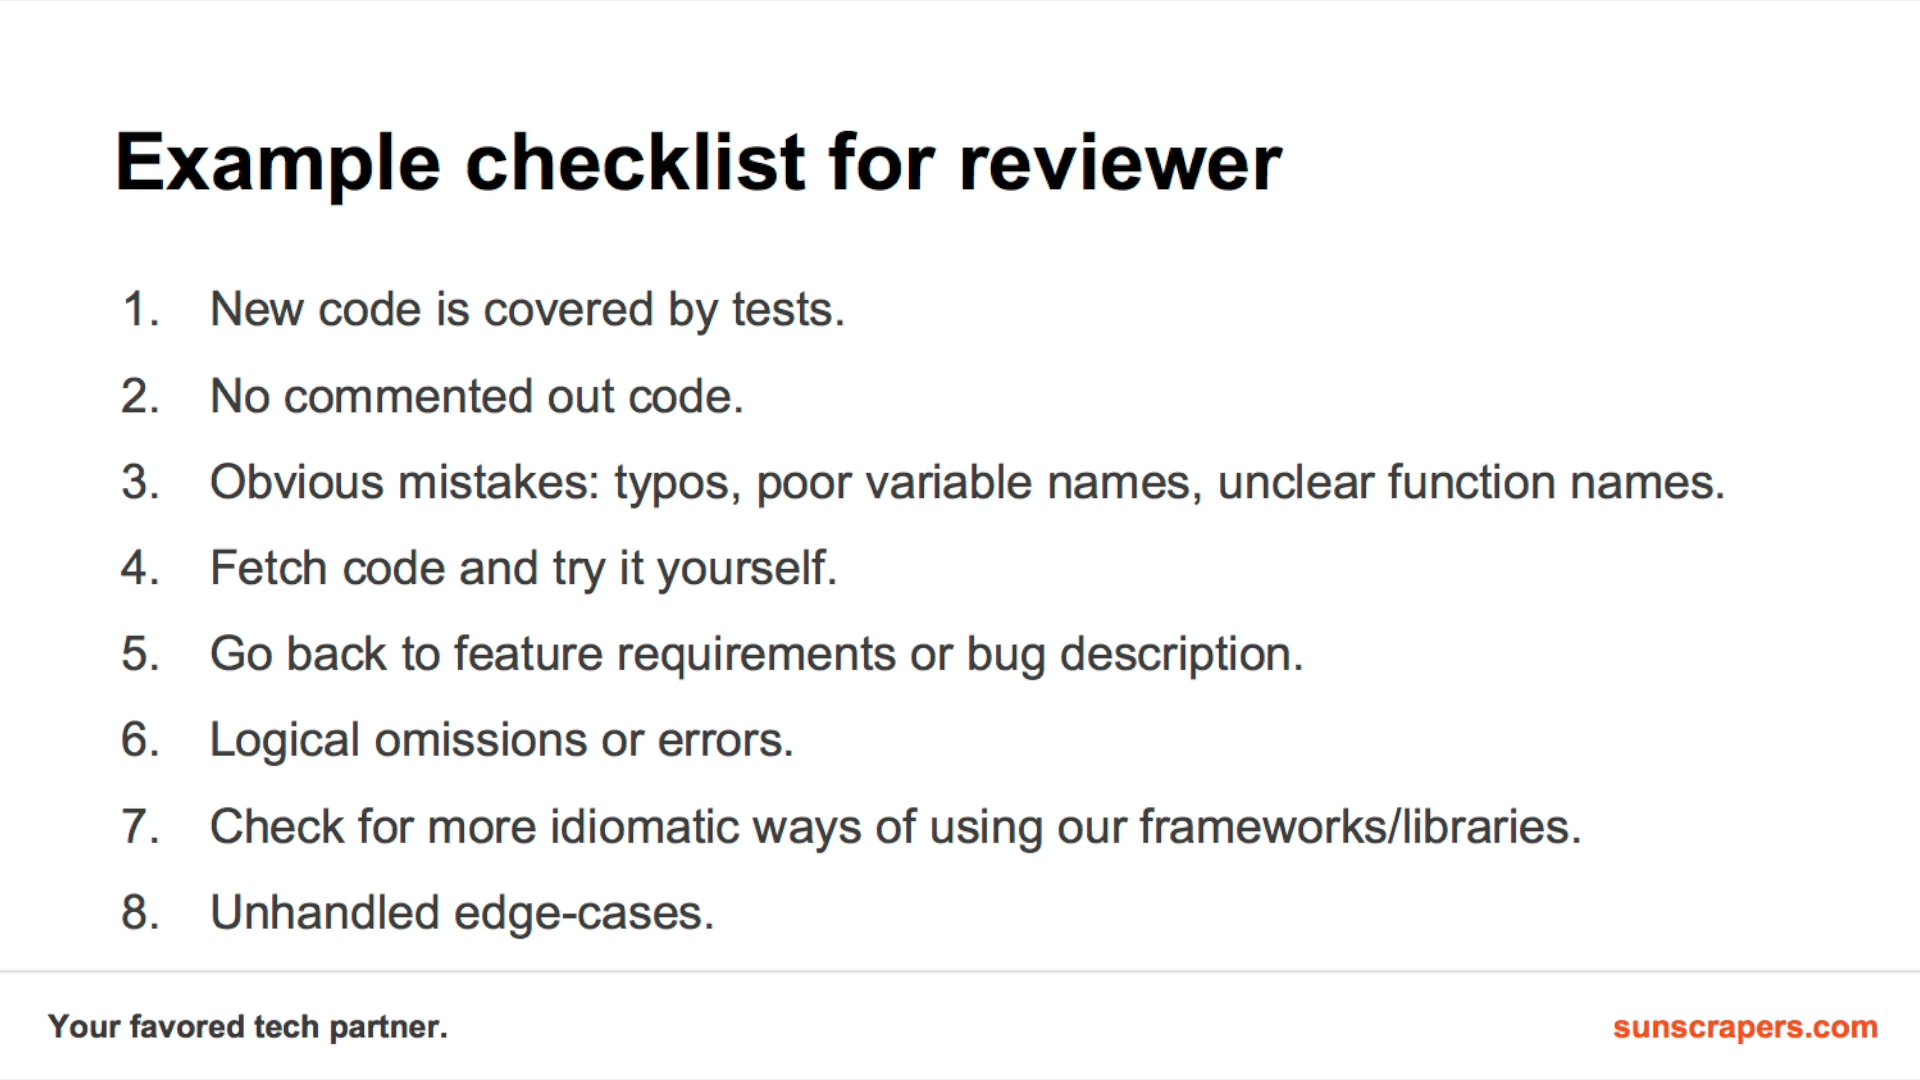 Example checklist for reviewer
1. New code is covered by tests.
2. No commented out code.
3. Obvious mistakes: typos, poor variable names, unclear function names.
4. Fetch code and try it yourself.
5. Go back to feature requirements or bug description.
6. Logical omissions or errors.
7. Check for more idiomatic ways of using our frameworks/libraries.
8. Unhandled edge-cases.
Your favored tech partner.
sunscrapers.com